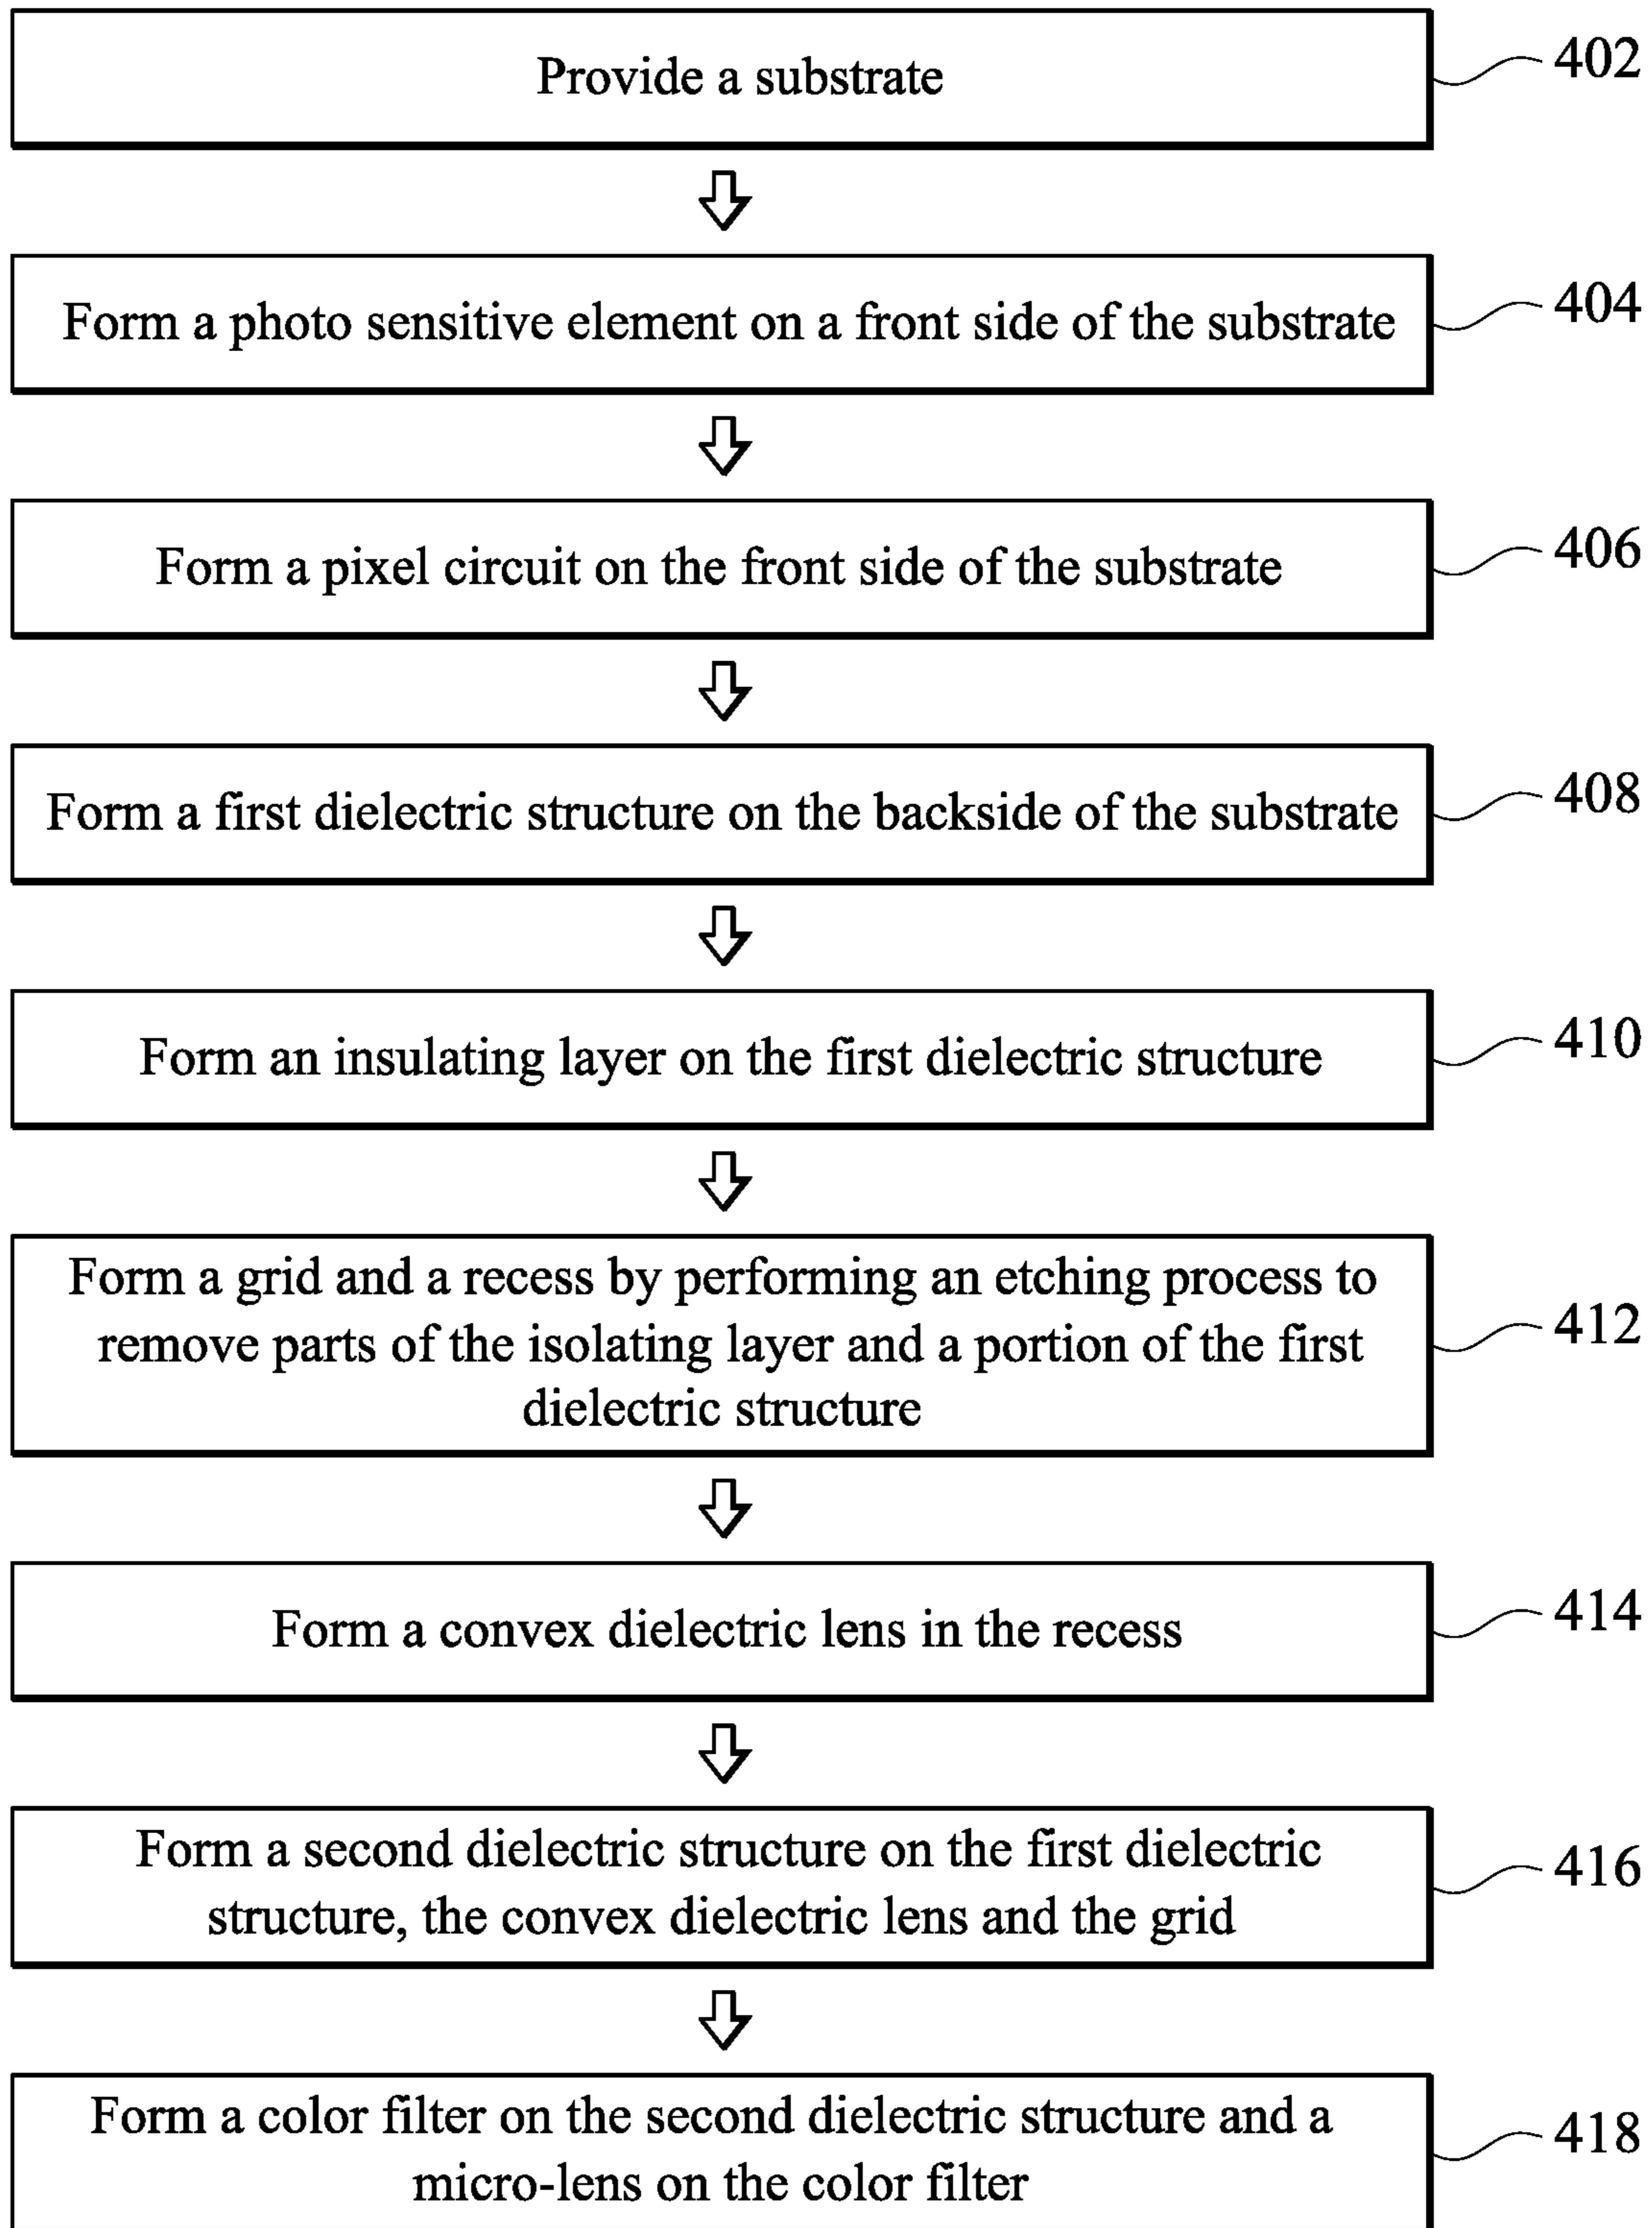 Provide a substrate
402
Form a photo sensitive element on a front side of the substrate
404
Form a pixel circuit on the front side of the substrate
406
Form a first dielectric structure on the backside of the substrate
408
Form an insulating layer on the first dielectric structure
410
Form a grid and a recess by performing an etching process to
remove parts of the isolating layer and a portion of the first
dielectric structure
412
Form a convex dielectric lens in the recess
414
Form a second dielectric structure on the first dielectric
structure, the convex dielectric lens and the grid
416
Form a color filter on the second dielectric structure and a
micro-lens on the color filter
418